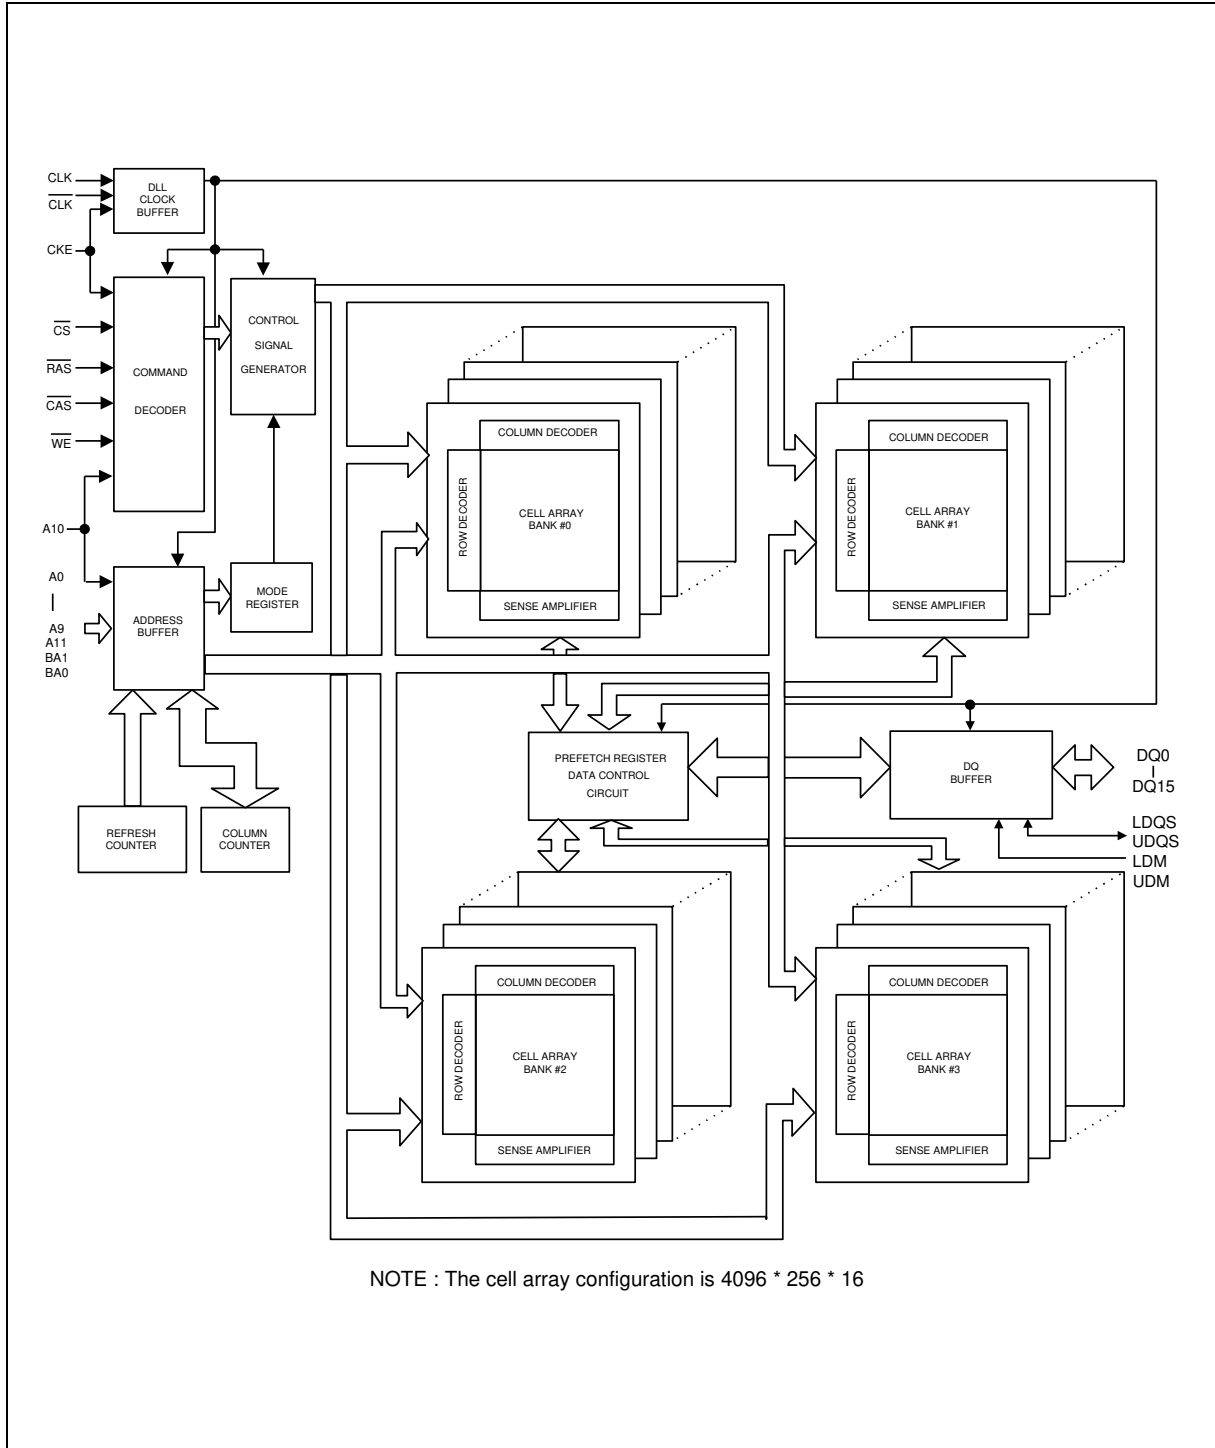 CLK
CLK
CKE
CS
RAS
CAS
WE
A10
A0
A9
A11
BA1
BA0
DLL
CLOCK
BUFFER
COMMAND
DECODER
CONTROL
SIGNAL
GENERATOR
ADDRESS
BUFFER
MODE
REGISTER
REFRESH
COUNTER
COLUMN
COUNTER
COLUMN DECODER
ROW DECODER
CELL ARRAY
BANK #0
SENSE AMPLIFIER
COLUMN DECODER
ROW DECODER
CELL ARRAY
BANK #1
SENSE AMPLIFIER
PREFETCH REGISTER
DATA CONTROL
CIRCUIT
DQ
BUFFER
DQ0
DQ15
LDQS
UDQS
LDM
UDM
COLUMN DECODER
ROW DECODER
CELL ARRAY
BANK #2
SENSE AMPLIFIER
COLUMN DECODER
ROW DECODER
CELL ARRAY
BANK #3
SENSE AMPLIFIER
NOTE : The cell array configuration is 4096 * 256 * 16